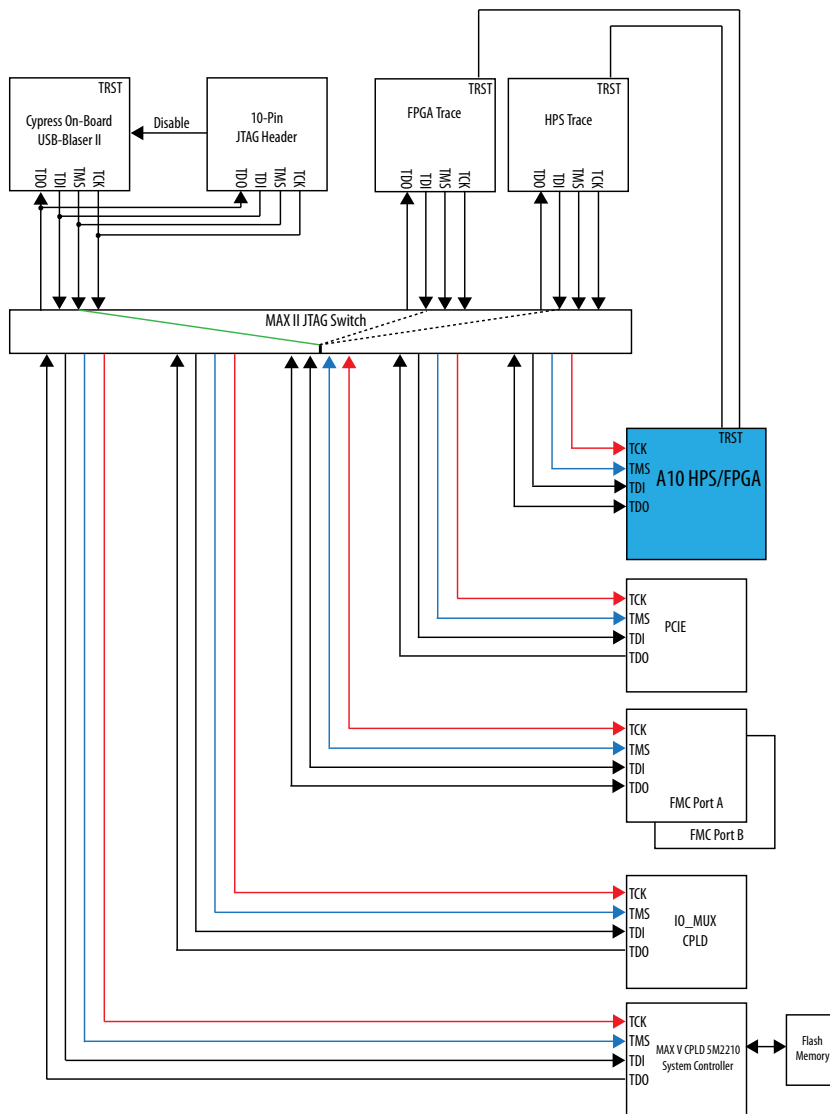 TRST
Cypress On-Board
USB-Blaser II
TDO
TDI
TMS
TCK
Disable
10-Pin
JTAG Header
TDO
TDI
TMS
TCK
TRST
FPGA Trace
TDO
TDI
TMS
TCK
TRST
HPS Trace
TDO
TDI
TMS
TCK
MAX II JTAG Switch
TRST
TCK
TMS
A10 HPS/FPGA
TDI
TDO
TCK
TMS
PCIE
TDI
TDO
TCK
TMS
TDI
TDO
FMC Port A
FMC Port B
TCK
TMS
IO_MUX
CPLD
TDI
TDO
TCK
TMS
MAX V CPLD 5M2210
System Controller
TDI
TDO
Flash
Memory